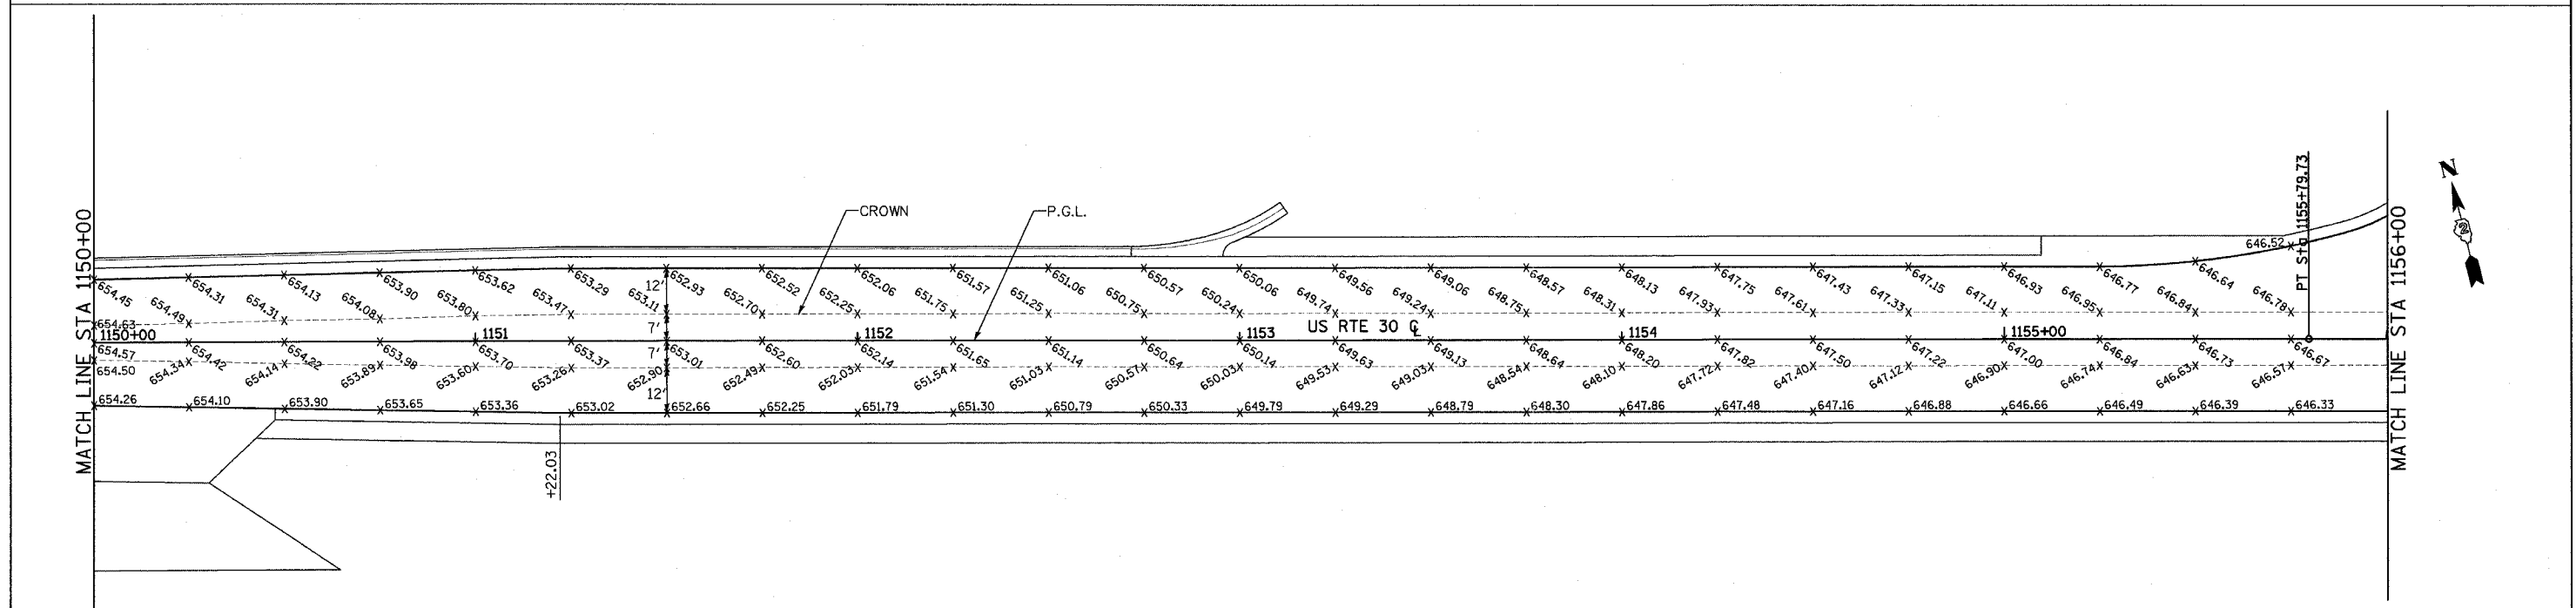 CROWN
P.G.L.
MATCH LINE STA 1150+00
MATCH LINE STA 1156+00
PT Sta 1155+79.73
N
2
646.52
654.45 654.31 654.13 653.90 653.62 653.29 652.93 652.52 652.06 651.57 651.06 650.57 650.06 649.56 649.06 648.57 648.13 647.75 647.43 647.15 646.93 646.77 646.64
12'
654.63 654.49 654.31 654.08 653.80 653.47 653.11 652.70 652.25 651.75 651.25 650.75 650.24 649.74 649.24 648.75 648.31 647.93 647.61 647.33 647.11 646.95 646.84 646.78
7'
1150+00 1151 1152 1153 US RTE 30 ℄ 1154 1155+00
7'
654.57 654.42 654.22 653.98 653.70 653.37 653.01 652.60 652.14 651.65 651.14 650.64 650.14 649.63 649.13 648.64 648.20 647.82 647.50 647.22 647.00 646.84 646.73 646.67
654.50 654.34 654.14 653.89 653.60 653.26 652.90 652.49 652.03 651.54 651.03 650.57 650.03 649.53 649.03 648.54 648.10 647.72 647.40 647.12 646.90 646.74 646.63 646.57
12'
654.26 654.10 653.90 653.65 653.36 653.02 652.66 652.25 651.79 651.30 650.79 650.33 649.79 649.29 648.79 648.30 647.86 647.48 647.16 646.88 646.66 646.49 646.39 646.33
+22.03